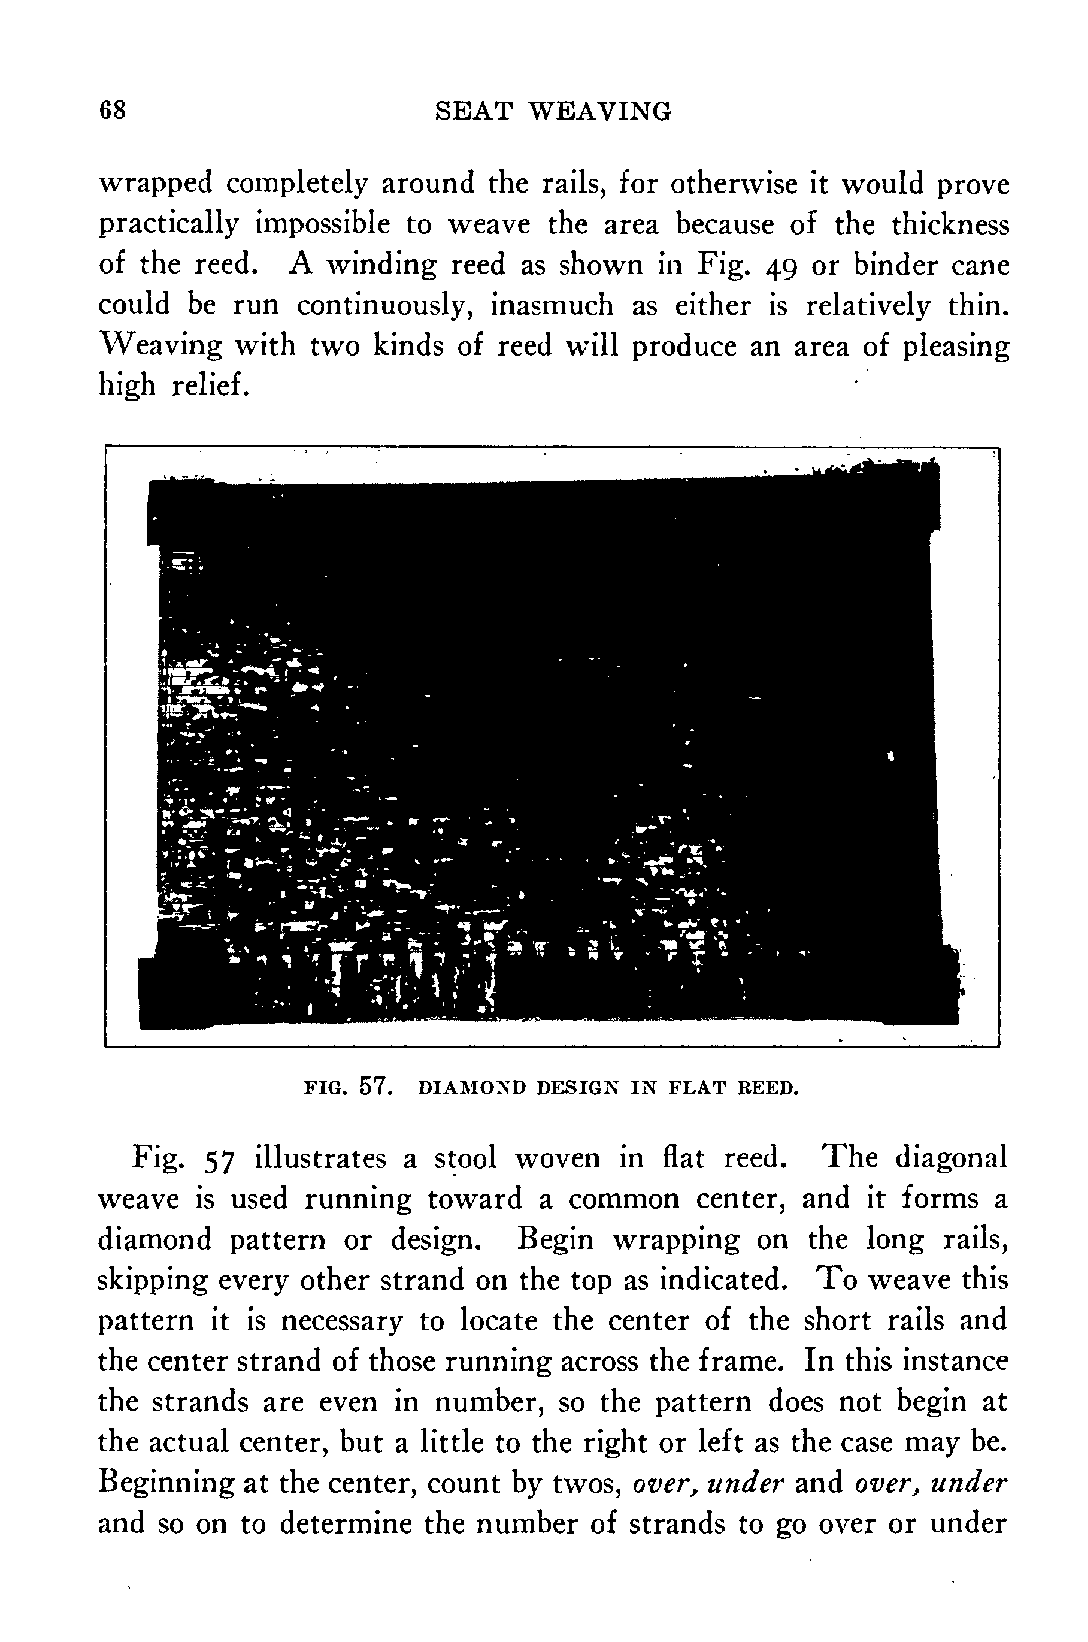 68 SEAT WEAVING
wrapped completely around the rails, for otherwise it would prove
practically impossible to weave the area because of the thickness
of the reed. A winding reed as shown in Fig. 49 or binder cane
could be run continuously, inasmuch as either is relatively thin.
Weaving with two kinds of reed will produce an area of pleasing
high relief.
FIG. 57. DIAMOND DESIGN IN FLAT REED.
Fig. 57 illustrates a stool woven in flat reed. The diagonal
weave is used running toward a common center, and it forms a
diamond pattern or design. Begin wrapping on the long rails,
skipping every other strand on the top as indicated. To weave this
pattern it is necessary to locate the center of the short rails and
the center strand of those running across the frame. In this instance
the strands are even in number, so the pattern does not begin at
the actual center, but a little to the right or left as the case may be.
Beginning at the center, count by twos, over, under and over, under
and so on to determine the number of strands to go over or under